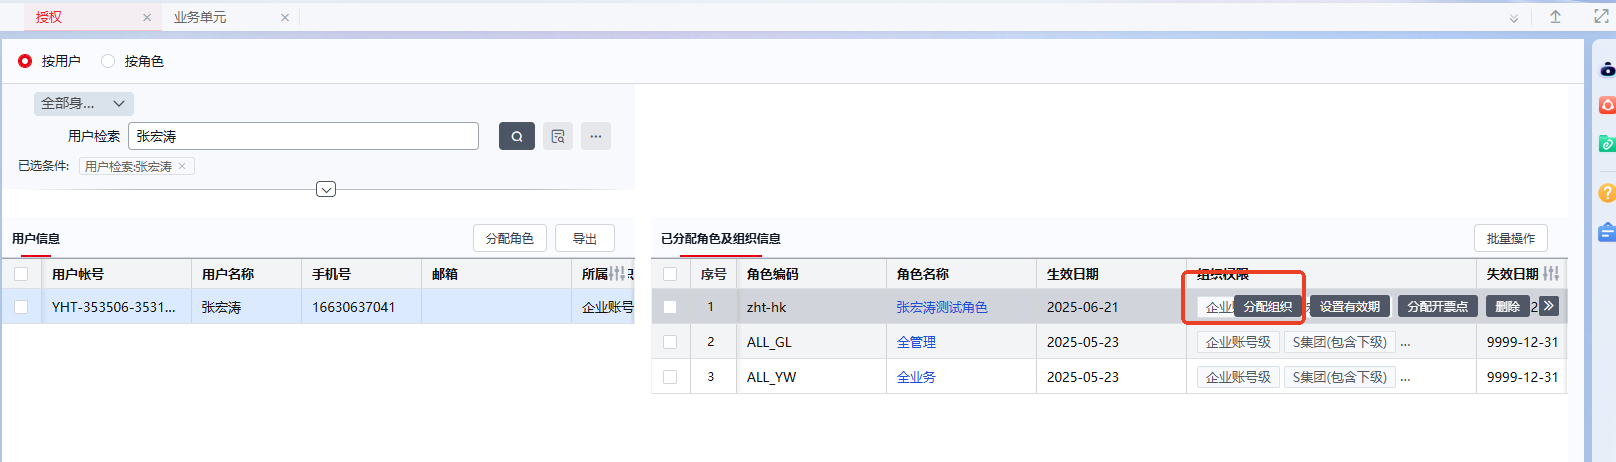 授权 业务单元
按用户 按角色
全部身...
用户检索 张宏涛
已选条件: 用户检索:张宏涛
用户信息 分配角色 导出
用户帐号 用户名称 手机号 邮箱 所属
YHT-353506-3531... 张宏涛 16630637041 企业账号
已分配角色及组织信息 批量操作
序号 角色编码 角色名称 生效日期 组织权限 失效日期
1 zht-hk 张宏涛测试角色 2025-06-21 企业 分配组织 设置有效期 分配开票点 删除 2
2 ALL_GL 全管理 2025-05-23 企业账号级 S集团(包含下级) ... 9999-12-31
3 ALL_YW 全业务 2025-05-23 企业账号级 S集团(包含下级) ... 9999-12-31